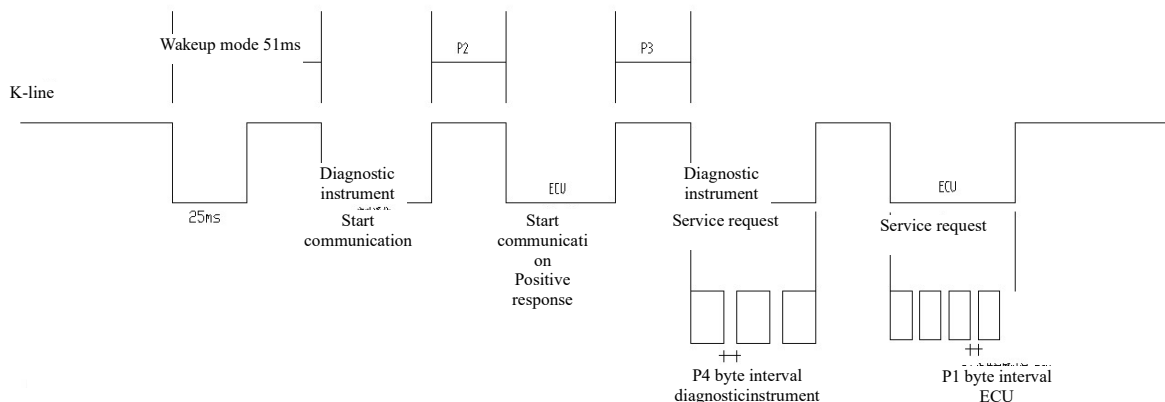 Wakeup mode 51ms
P2
P3
K-line
Diagnostic
instrument
ECU
Diagnostic
instrument
ECU
25ms
Start
communication
Start
communicati
on
Positive
response
Service request
Service request
P4 byte interval
diagnosticinstrument
P1 byte interval
ECU